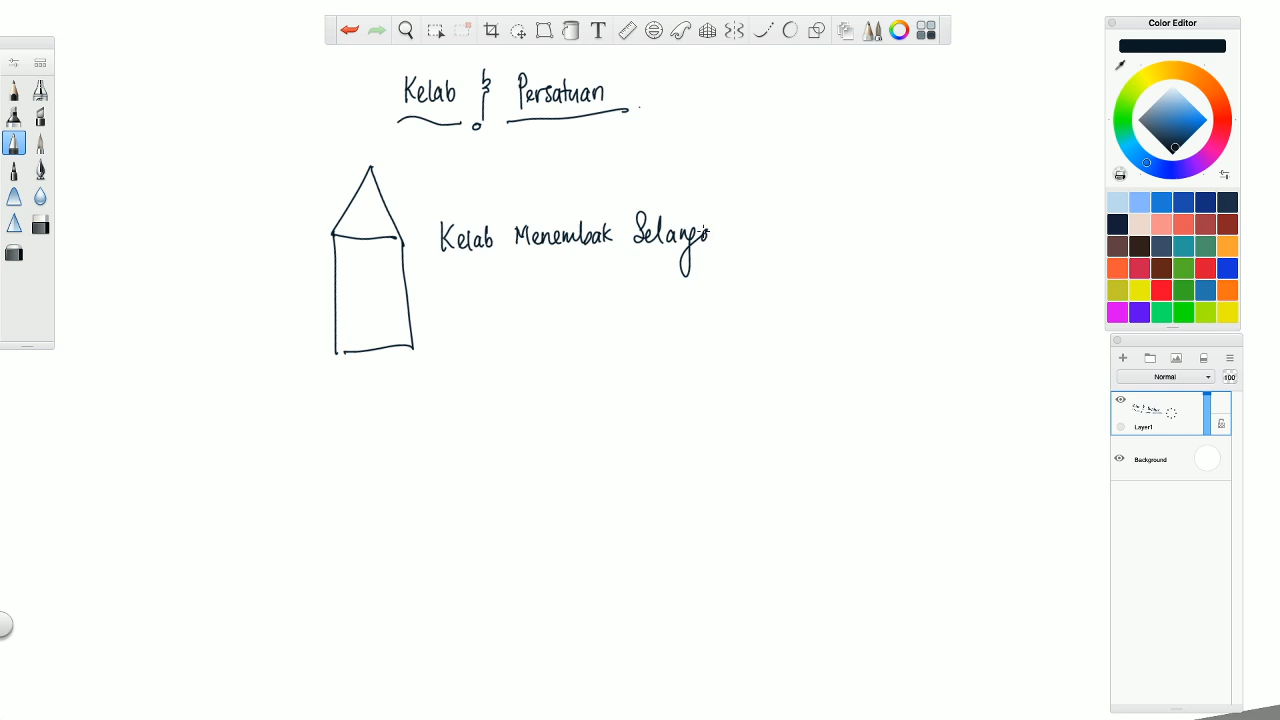 Color Editor
Kelab & Persatuan
Kelab Menembak Selango
Normal
100
Layer1
Background